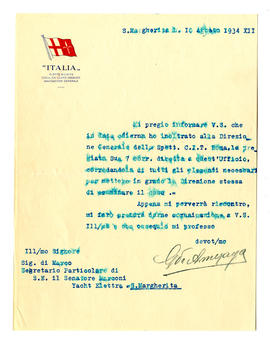 S.Margherita L. 10 Agosto 1934 XII
"ITALIA"
Mi pregio informare V.S. che
in data odierna ho inoltrato alla Direzio
ne Generale della Spett. C.I.T. Roma, la pre
giata Sua 7 corr. diretta a quest'Ufficio,
corredandola di tutti gli elementi necessari
per mettere in grado la Direzione stessa
di esaminare il caso.
Appena mi perverrà riscontro,
mi farò premura darne comunicazione a V.S.
Ill/ma e con ossequio mi professo
devot/mo
Ill/mo Signore
Sig. di Marco
Segretario Particolare di
S.E. il Senatore Marconi
Yacht Elettra S.Margherita